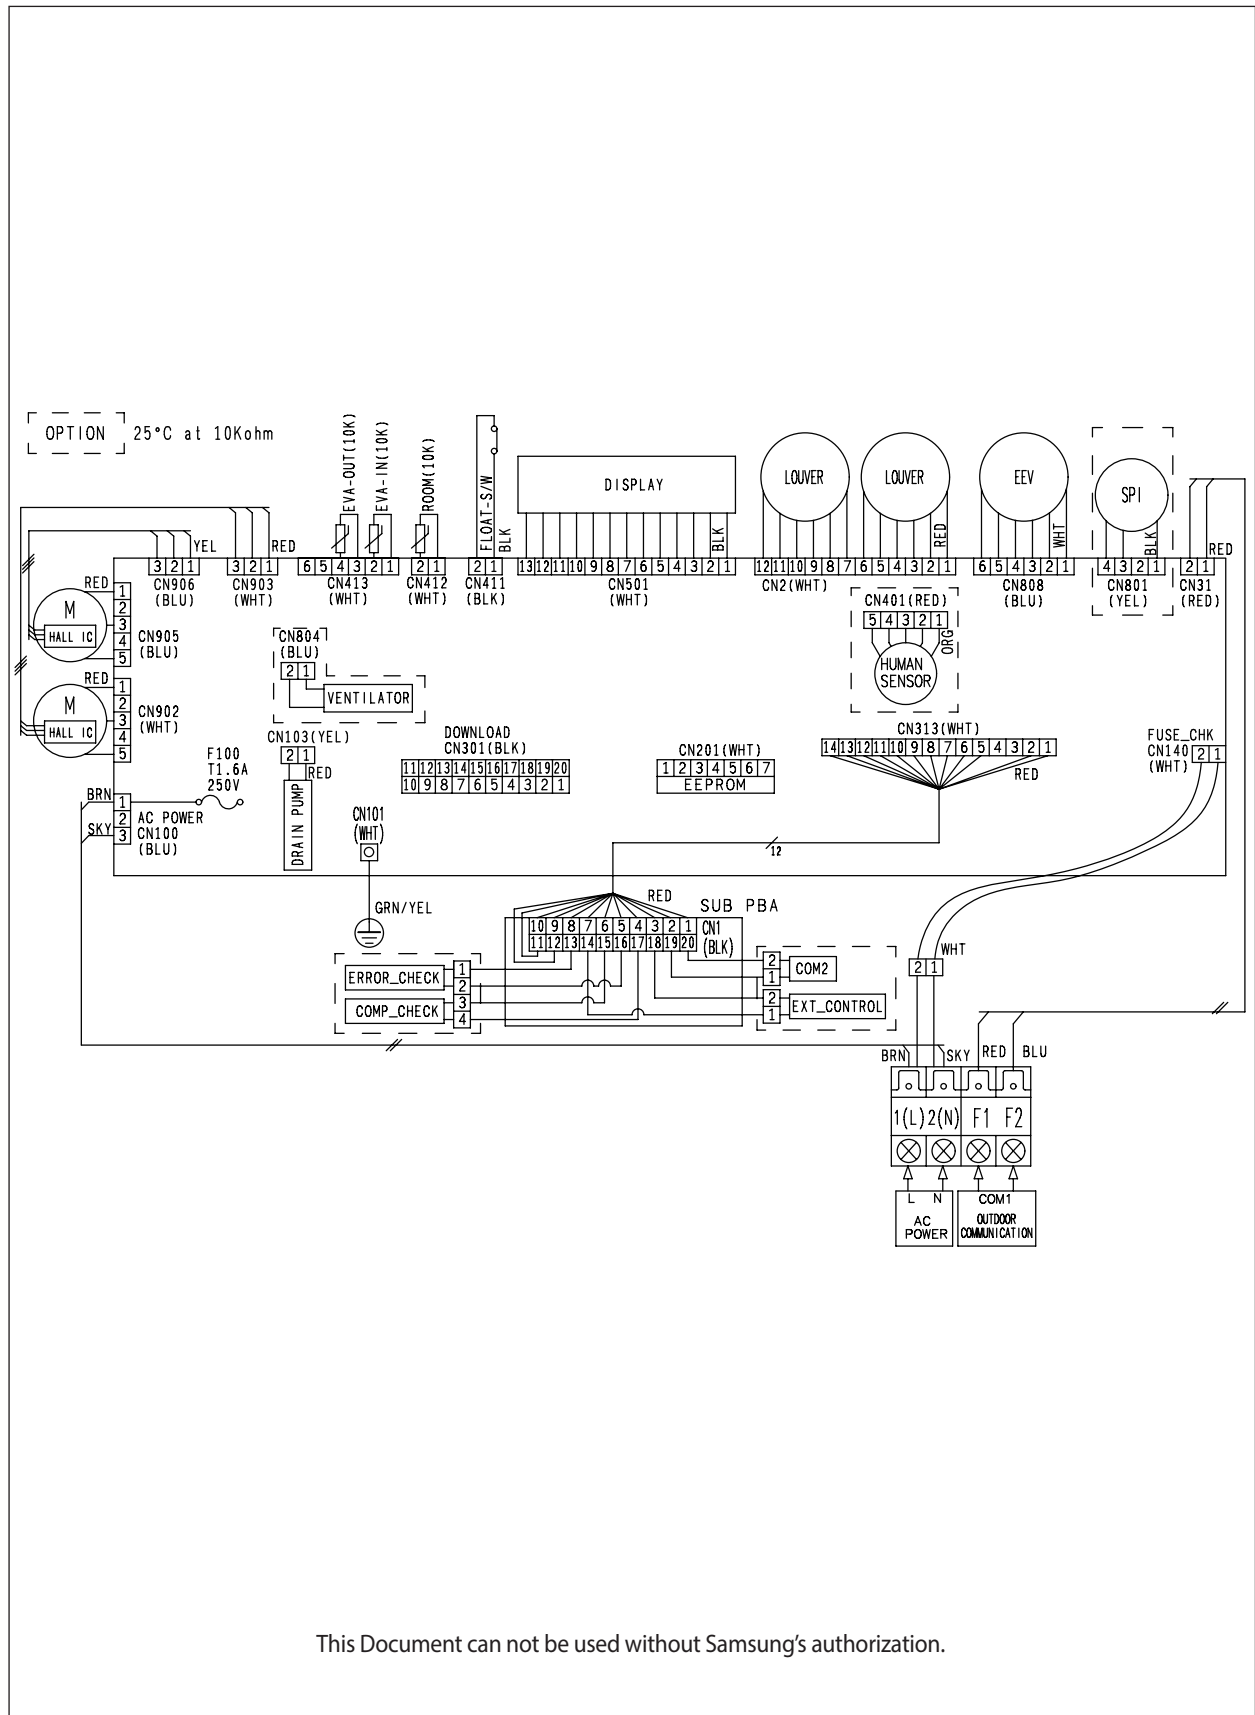 OPTION 25°C at 10Kohm
EVA-OUT(10K)
EVA-IN(10K)
ROOM(10K)
FLOAT-S/W
BLK
DISPLAY
BLK
LOUVER
LOUVER
RED
EEV
WHT
SPI
BLK
RED
YEL
RED
3 2 1
CN906
(BLU)
3 2 1
CN903
(WHT)
6 5 4 3 2 1
CN413
(WHT)
2 1
CN412
(WHT)
2 1
CN411
(BLK)
13 12 11 10 9 8 7 6 5 4 3 2 1
CN501
(WHT)
12 11 10 9 8 7 6 5 4 3 2 1
CN2(WHT)
6 5 4 3 2 1
CN808
(BLU)
4 3 2 1
CN801
(YEL)
2 1
CN31
(RED)
RED
M
HALL IC
1
2
3
4
5
CN905
(BLU)
RED
M
HALL IC
1
2
3
4
5
CN902
(WHT)
CN804
(BLU)
2 1
VENTILATOR
CN401(RED)
5 4 3 2 1
ORG
HUMAN
SENSOR
CN103(YEL)
2 1
RED
DRAIN PUMP
F100
T1.6A
250V
BRN
SKY
1
2
3
AC POWER
CN100
(BLU)
DOWNLOAD
CN301(BLK)
11 12 13 14 15 16 17 18 19 20
10 9 8 7 6 5 4 3 2 1
CN201(WHT)
1 2 3 4 5 6 7
EEPROM
CN313(WHT)
14 13 12 11 10 9 8 7 6 5 4 3 2 1
RED
FUSE_CHK
CN140
(WHT)
2 1
CN101
(WHT)
GRN/YEL
12
RED
SUB PBA
10 9 8 7 6 5 4 3 2 1
11 12 13 14 15 16 17 18 19 20
CN1
(BLK)
ERROR_CHECK
COMP_CHECK
1
2
3
4
2
1
COM2
2
1
EXT_CONTROL
WHT
2 1
BRN
SKY
RED
BLU
1(L) 2(N) F1 F2
L N
AC
POWER
COM1
OUTDOOR
COMMUNICATION
This Document can not be used without Samsung's authorization.